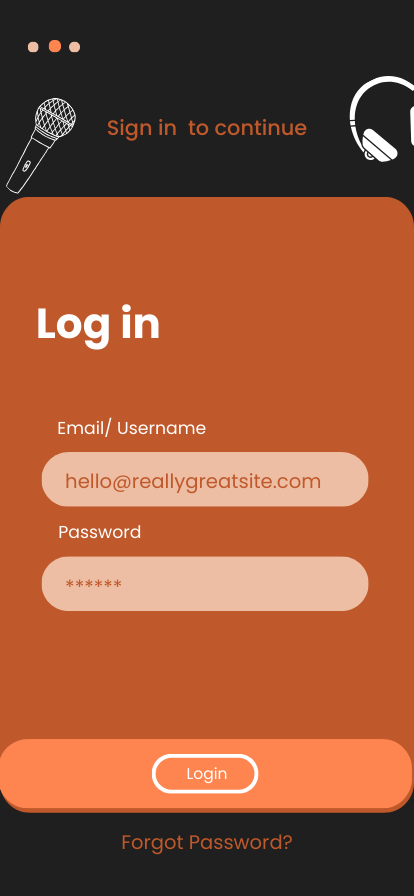 Sign in  to continue
Log in
Email/ Username
hello@reallygreatsite.com
Password
******
Login
Forgot Password?